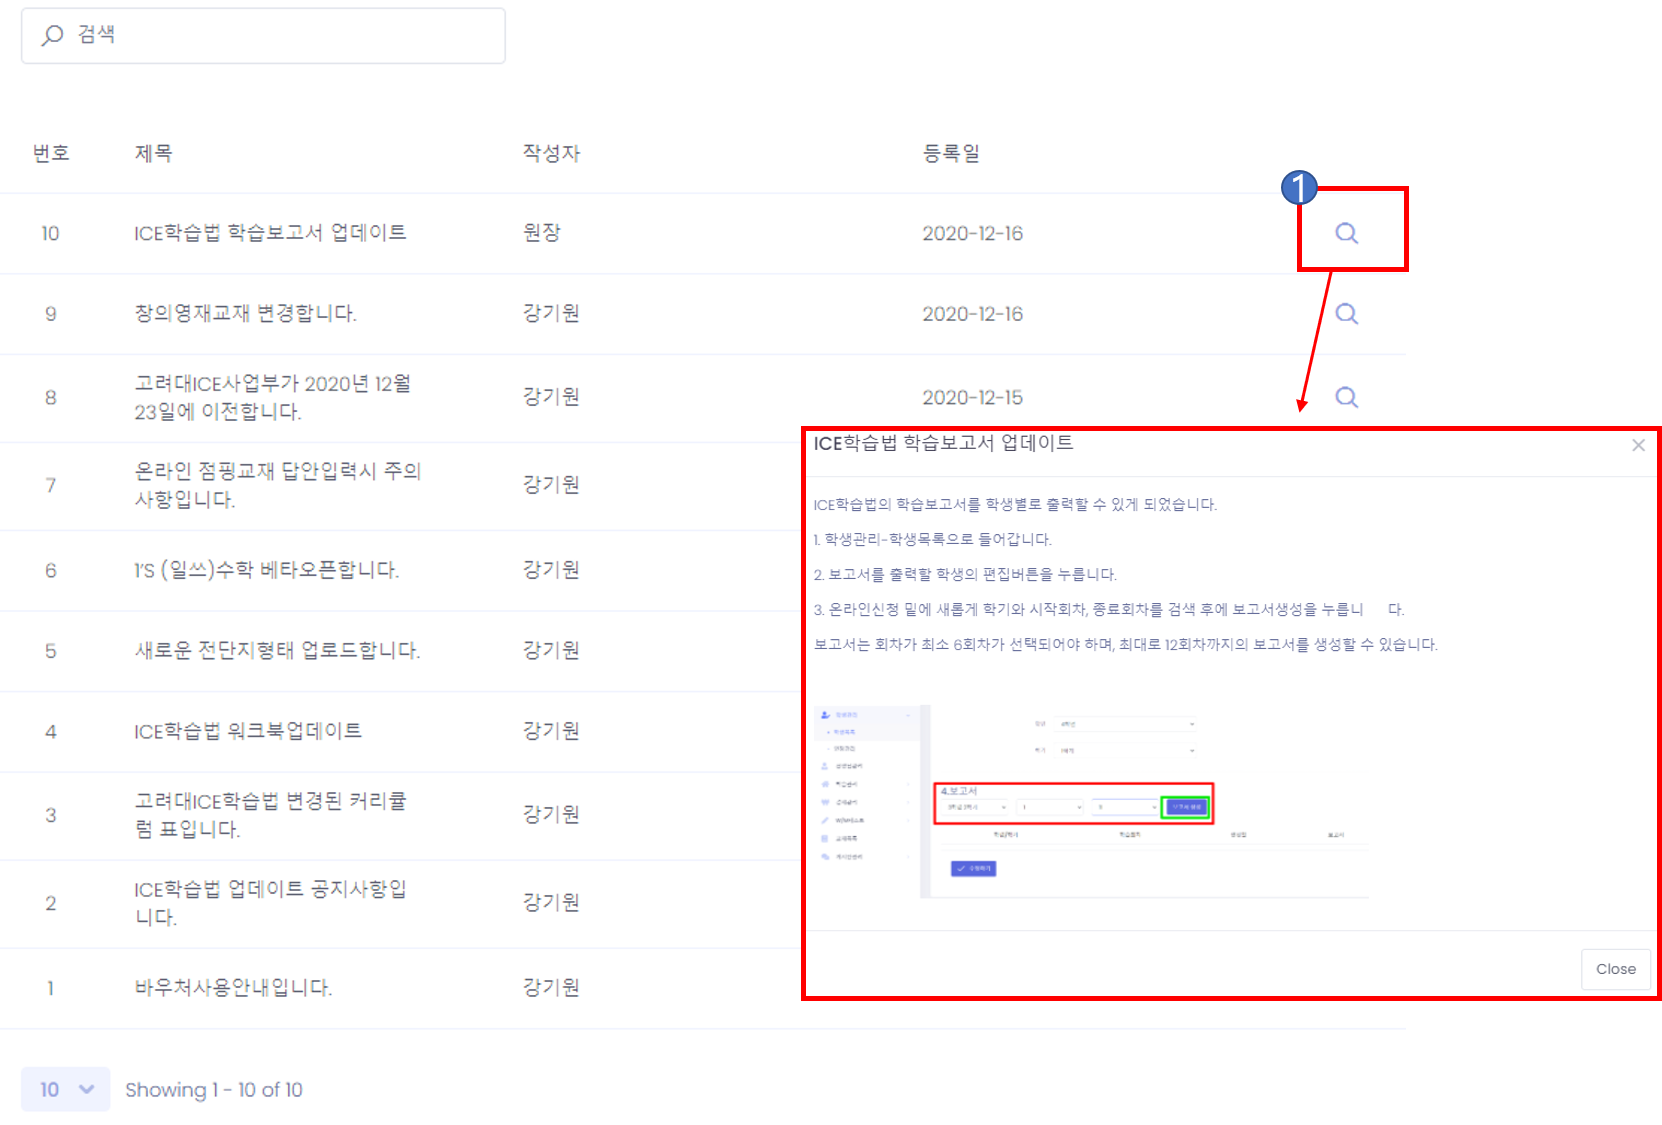 검색
번호 제목 작성자 등록일
1
10 ICE학습법 학습보고서 업데이트 원장 2020-12-16
9 창의영재교재 변경합니다. 강기원 2020-12-16
8 고려대ICE사업부가 2020년 12월
23일에 이전합니다. 강기원 2020-12-15
7 온라인 점핑교재 답안입력시 주의
사항입니다. 강기원
6 1'S (일쓰)수학 베타오픈합니다. 강기원
5 새로운 전단지형태 업로드합니다. 강기원
4 ICE학습법 워크북업데이트 강기원
3 고려대ICE학습법 변경된 커리큘
럼 표입니다. 강기원
2 ICE학습법 업데이트 공지사항입
니다. 강기원
1 바우처사용안내입니다. 강기원
ICE학습법 학습보고서 업데이트
ICE학습법의 학습보고서를 학생별로 출력할 수 있게 되었습니다.
1. 학생관리-학생목록으로 들어갑니다.
2. 보고서를 출력할 학생의 편집버튼을 누릅니다.
3. 온라인신청 밑에 새롭게 학기와 시작회차, 종료회차를 검색 후에 보고서생성을 누릅니 다.
보고서는 회차가 최소 6회차가 선택되어야 하며, 최대로 12회차까지의 보고서를 생성할 수 있습니다.
학생목록
4.보고서
1
보고서
Close
10 Showing 1 - 10 of 10